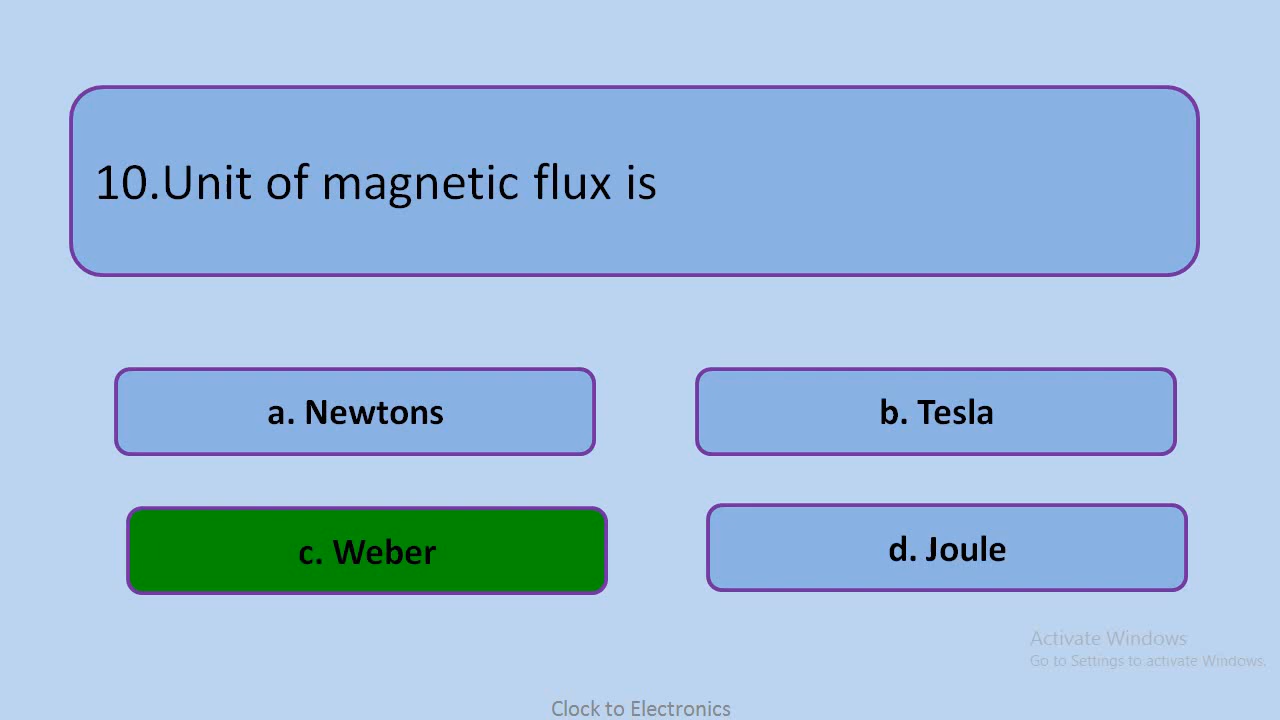 10.Unit of magnetic flux is
a. Newtons
b. Tesla
c. Weber
d. Joule
Activate Windows
Go to Settings to activate Windows.
Clock to Electronics